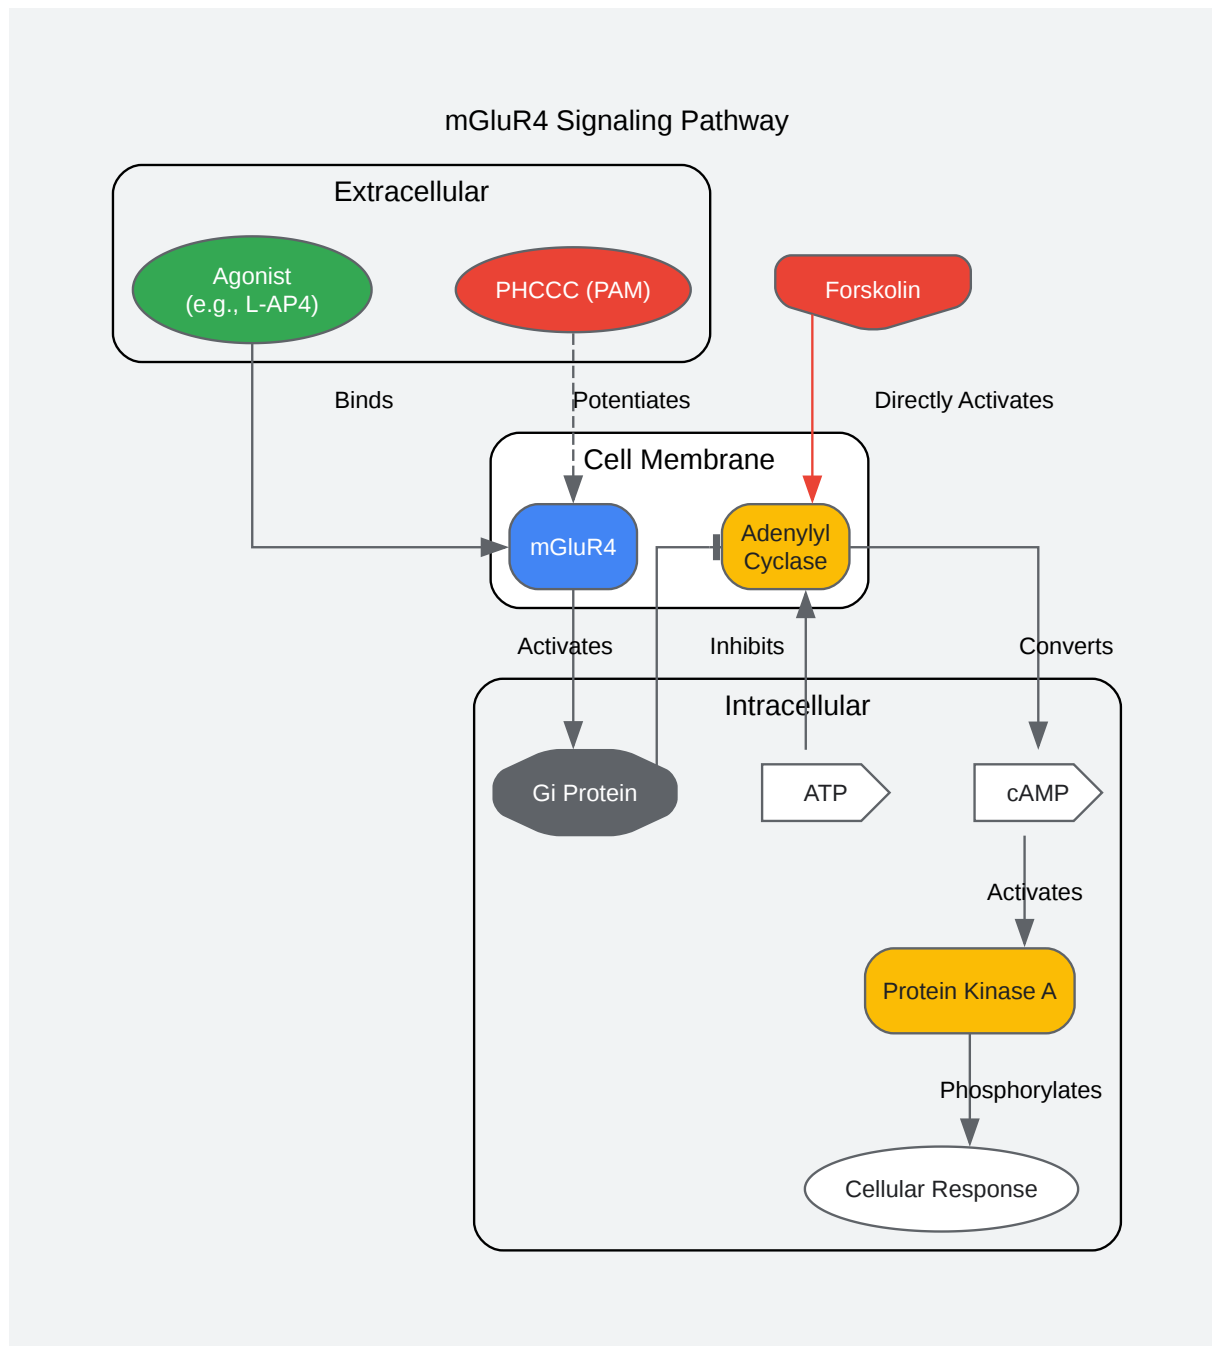 mGluR4 Signaling Pathway
Extracellular
Agonist
(e.g., L-AP4)
PHCCC (PAM)
Forskolin
Binds
Potentiates
Directly Activates
Cell Membrane
mGluR4
Adenylyl
Cyclase
Activates
Inhibits
Converts
Intracellular
Gi Protein
ATP
cAMP
Activates
Protein Kinase A
Phosphorylates
Cellular Response